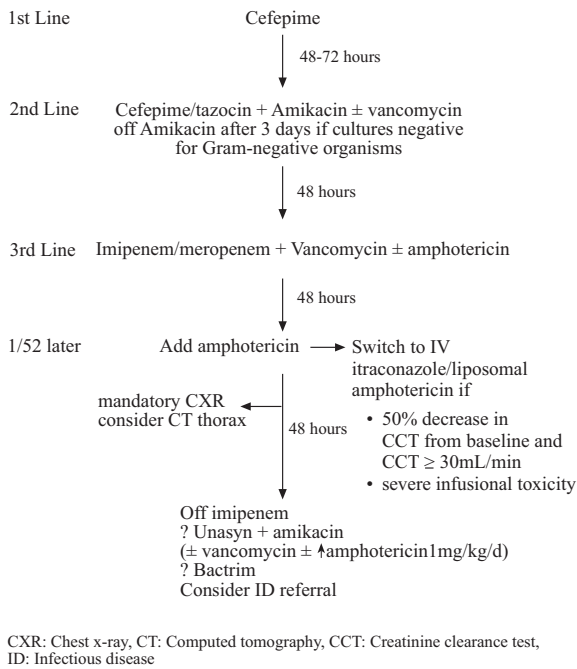 1st Line Cefepime
48-72 hours
2nd Line Cefepime/tazocin + Amikacin ± vancomycin
off Amikacin after 3 days if cultures negative
for Gram-negative organisms
48 hours
3rd Line Imipenem/meropenem + Vancomycin ± amphotericin
48 hours
1/52 later Add amphotericin Switch to IV
itraconazole/liposomal
amphotericin if
• 50% decrease in
CCT from baseline and
CCT ≥ 30mL/min
• severe infusional toxicity
mandatory CXR
consider CT thorax
48 hours
Off imipenem
? Unasyn + amikacin
(± vancomycin ± ↑amphotericin1mg/kg/d)
? Bactrim
Consider ID referral
CXR: Chest x-ray, CT: Computed tomography, CCT: Creatinine clearance test,
ID: Infectious disease